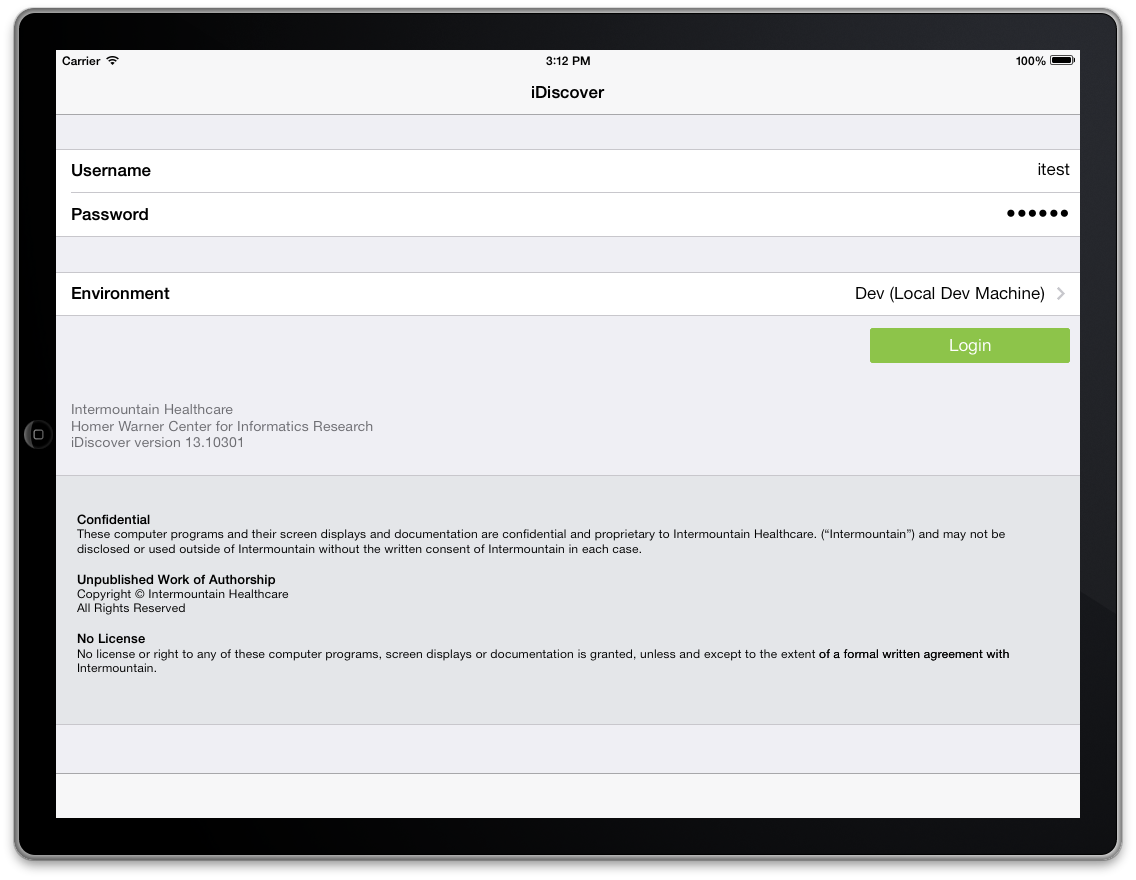 Carrier 3:12 PM 100%
iDiscover
Username itest
Password ••••••
Environment Dev (Local Dev Machine)
Login
Intermountain Healthcare
Homer Warner Center for Informatics Research
iDiscover version 13.10301
Confidential
These computer programs and their screen displays and documentation are confidential and proprietary to Intermountain Healthcare. (“Intermountain”) and may not be
disclosed or used outside of Intermountain without the written consent of Intermountain in each case.
Unpublished Work of Authorship
Copyright © Intermountain Healthcare
All Rights Reserved
No License
No license or right to any of these computer programs, screen displays or documentation is granted, unless and except to the extent of a formal written agreement with
Intermountain.